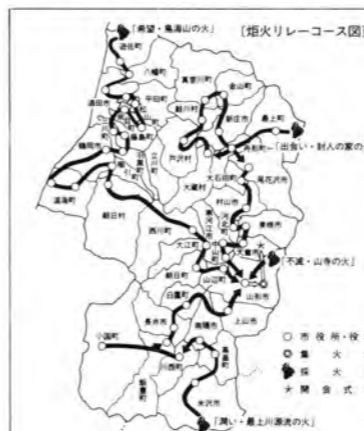 「希望・鳥海山の火」
[炬火リレーコース図]
遊佐町
八幡町
真室川町
金山町
酒田市
平田町
松山町
鮭川村
新庄市
最上町
余目町
藤島町
立川町
戸沢村
舟形町
「出会い・封人の家の
鶴岡市
羽黒町
櫛引町
大蔵村
大石田町
尾花沢市
村山市
温海町
朝日村
西川町
寒河江市
河北町
東根市
大江町
中山町
天童市
「不滅・山寺の火」
朝日町
山辺町
山形市
白鷹町
上山市
長井市
南陽市
小国町
川西町
高畠町
飯豊町
米沢市
「潤い・最上川源流の火」
○ 市役所・役
◎ 集火
採火
★ 開会式